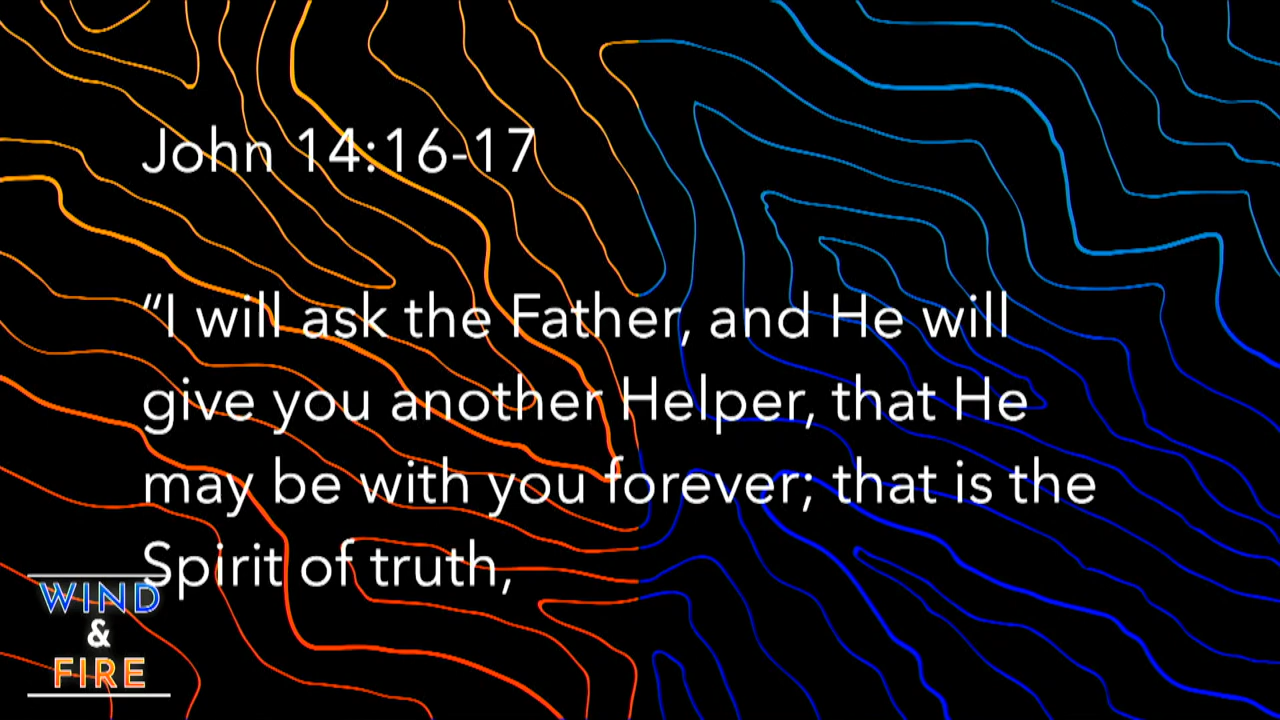 John 14:16-17
“I will ask the Father, and He will
give you another Helper, that He
may be with you forever; that is the
Spirit of truth,
WIND
&
FIRE